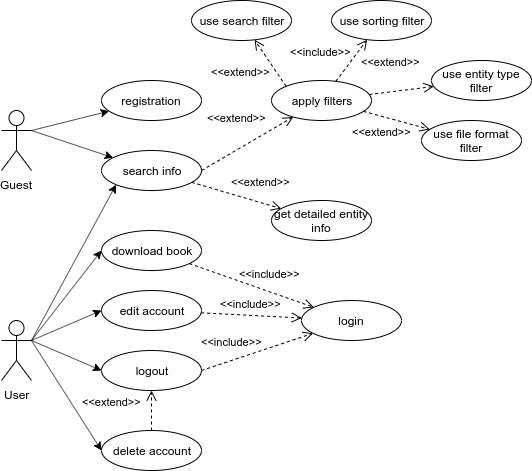 use search filter
use sorting filter
<<include>>
<<extend>>
<<extend>>
use entity type
filter
registration
apply filters
<<extend>>
<<extend>>
use file format
filter
Guest
search info
<<extend>>
get detailed entity
info
download book
<<include>>
edit account
<<include>>
login
<<include>>
User
logout
<<extend>>
delete account